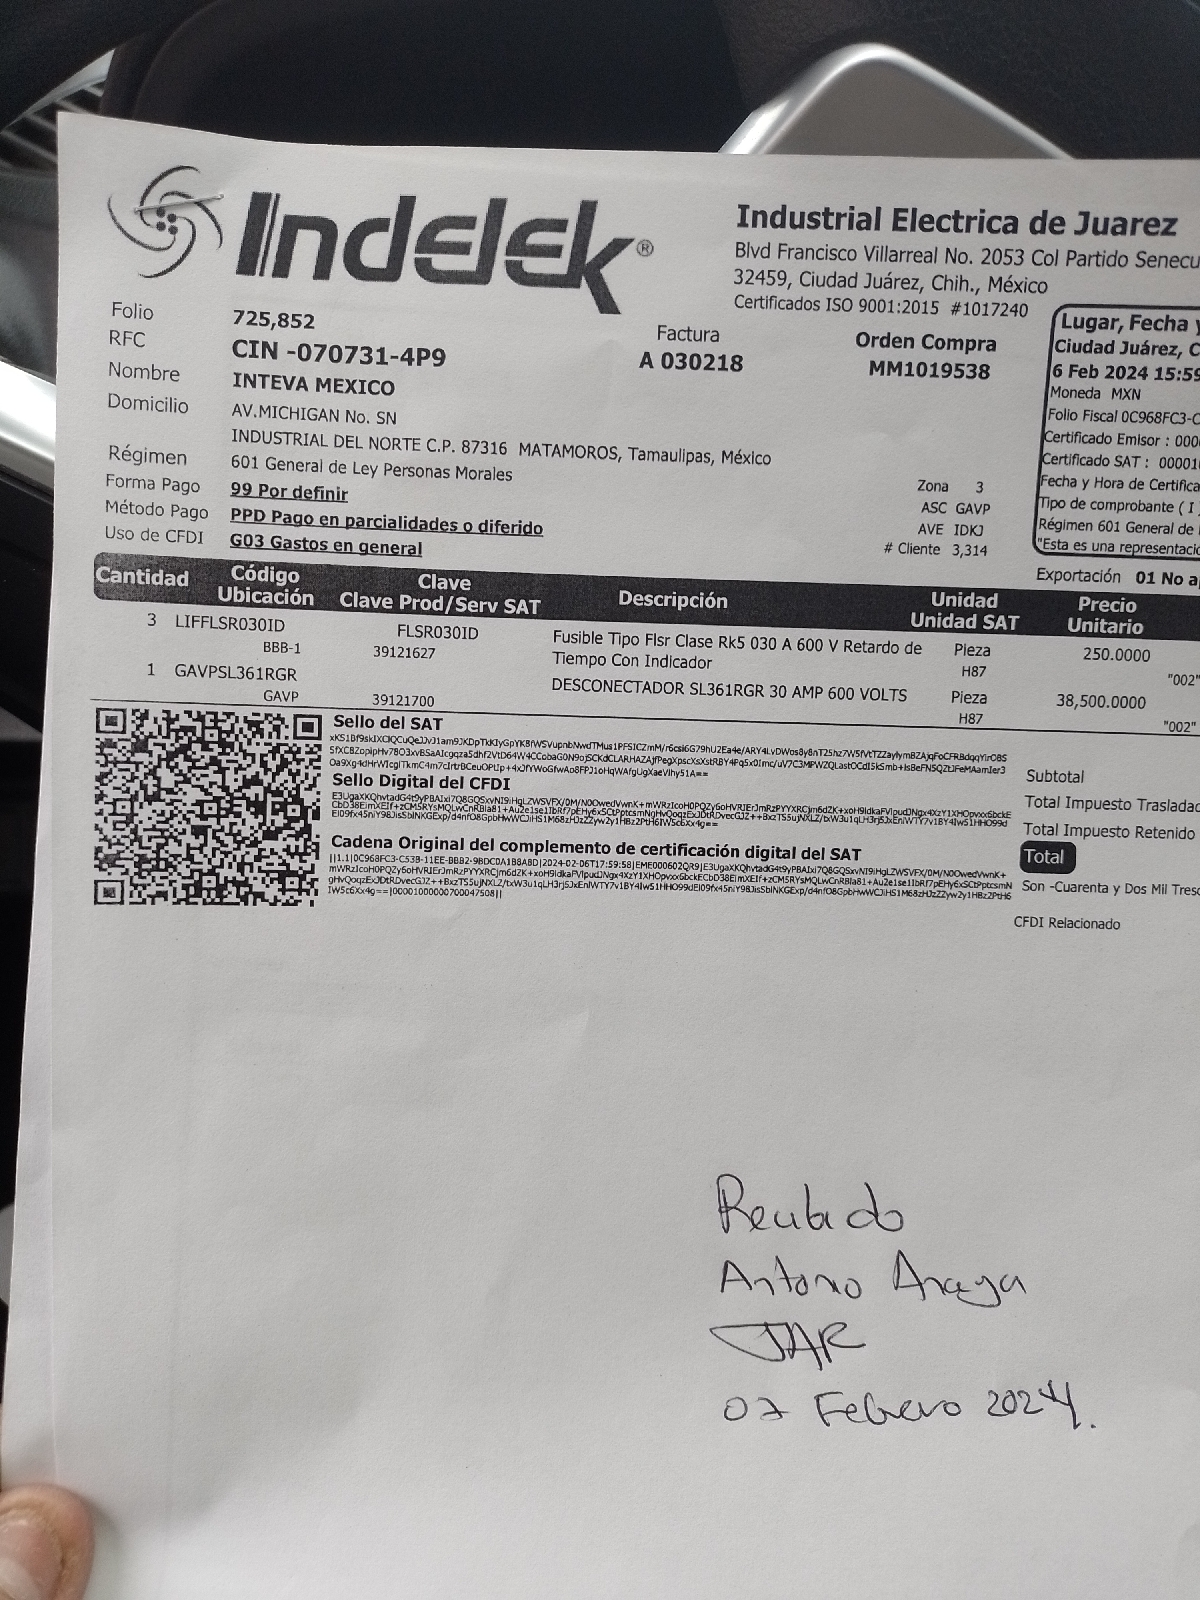 Indelek®
Industrial Electrica de Juarez
Blvd Francisco Villarreal No. 2053 Col Partido Senecu
32459, Ciudad Juárez, Chih., México
Certificados ISO 9001:2015 #1017240
Folio 725,852
RFC CIN -070731-4P9
Nombre INTEVA MEXICO
Domicilio AV.MICHIGAN No. SN
INDUSTRIAL DEL NORTE C.P. 87316 MATAMOROS, Tamaulipas, México
Régimen 601 General de Ley Personas Morales
Forma Pago 99 Por definir
Método Pago PPD Pago en parcialidades o diferido
Uso de CFDI G03 Gastos en general
Factura
A 030218
Orden Compra
MM1019538
Zona 3
ASC GAVP
AVE IDKJ
# Cliente 3,314
Lugar, Fecha y
Ciudad Juárez, C
6 Feb 2024 15:59
Moneda MXN
Folio Fiscal 0C968FC3-C
Certificado Emisor : 000
Certificado SAT : 00001
Fecha y Hora de Certifica
Tipo de comprobante ( I )
Régimen 601 General de
"Esta es una representació
Exportación 01 No a
Cantidad Código Ubicación Clave Clave Prod/Serv SAT Descripción Unidad Unidad SAT Precio Unitario
3 LIFFLSR030ID FLSR030ID Fusible Tipo Flsr Clase Rk5 030 A 600 V Retardo de Pieza 250.0000
BBB-1 39121627 Tiempo Con Indicador H87 "002"
1 GAVPSL361RGR DESCONECTADOR SL361RGR 30 AMP 600 VOLTS Pieza 38,500.0000
GAVP 39121700 H87 "002"
Sello del SAT
Sello Digital del CFDI
Cadena Original del complemento de certificación digital del SAT
Subtotal
Total Impuesto Traslada
Total Impuesto Retenido
Total
Son -Cuarenta y Dos Mil Tresc
CFDI Relacionado
Recibido
Antonio Anaya
JAR
07 Febrero 2024.